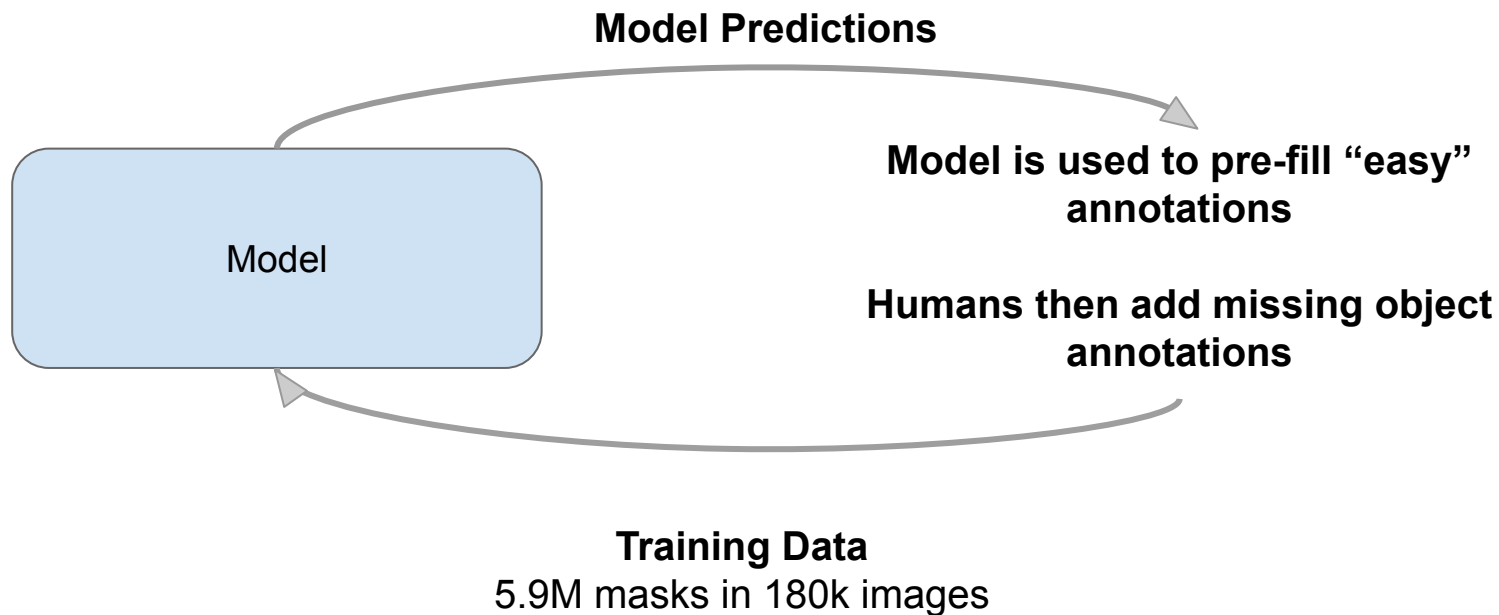 Model Predictions
Model is used to pre-fill “easy”
annotations
Model
Humans then add missing object
annotations
Training Data
5.9M masks in 180k images